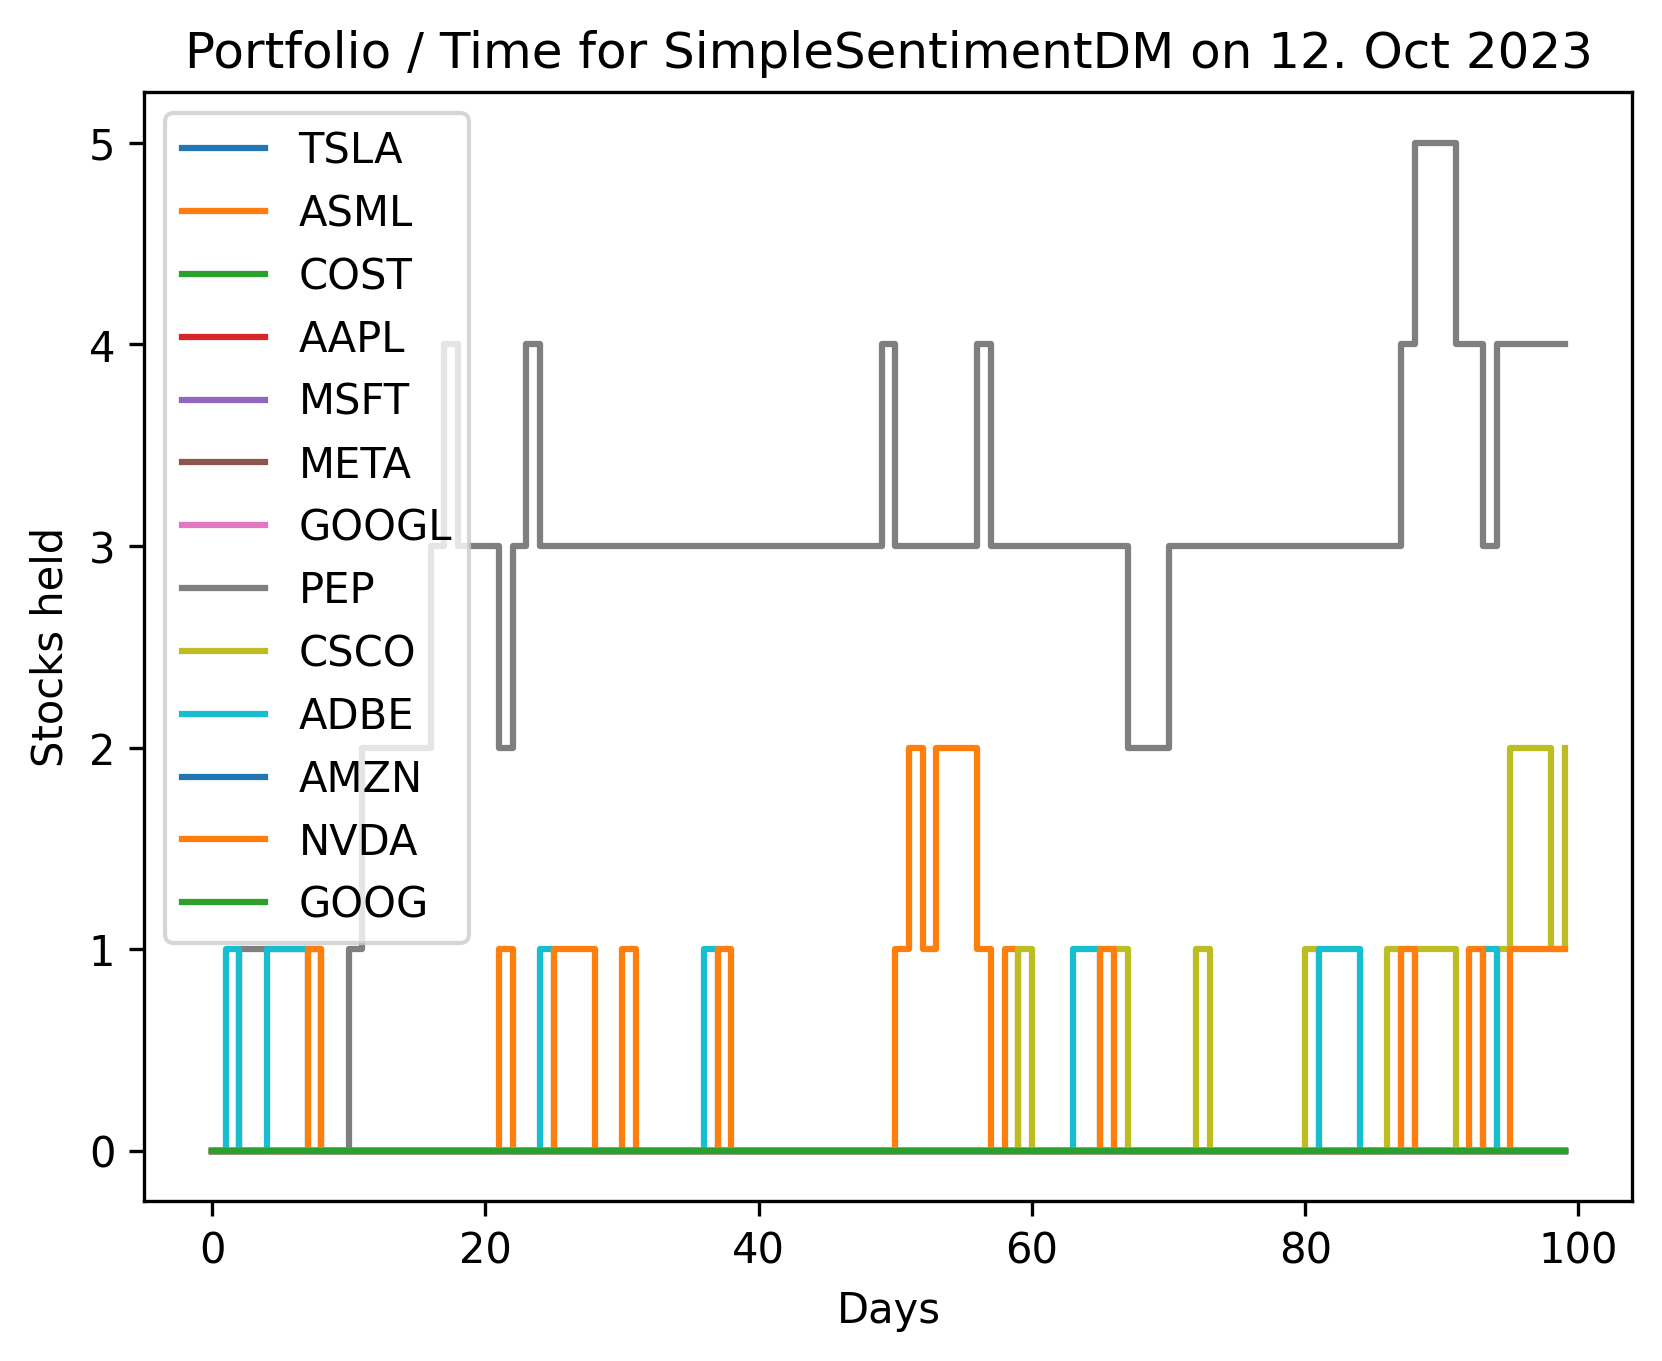 Portfolio / Time for SimpleSentimentDM on 12. Oct 2023
TSLA
ASML
COST
AAPL
MSFT
META
GOOGL
PEP
CSCO
ADBE
AMZN
NVDA
GOOG
Stocks held
5
4
3
2
1
0
0 20 40 60 80 100
Days